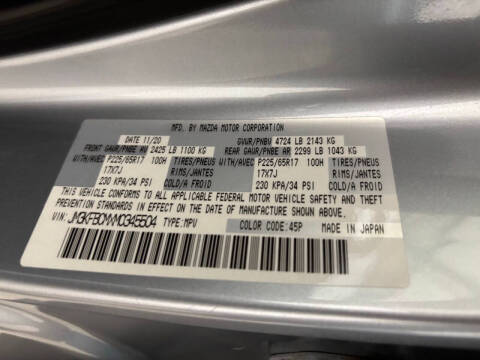 MFD. BY MAZDA MOTOR CORPORATION
DATE 11/20 GVWR/PNBV 4724 LB 2143 KG
FRONT GAWR/PNBE AV 2425 LB 1100 KG REAR GAWR/PNBE AR 2299 LB 1043 KG
WITH/AVEC P225/65R17 100H TIRES/PNEUS WITH/AVEC P225/65R17 100H TIRES/PNEUS
17X7J RIMS/JANTES 17X7J RIMS/JANTES
230 KPA/34 PSI COLD/A FROID 230 KPA/34 PSI COLD/A FROID
THIS VEHICLE CONFORMS TO ALL APPLICABLE FEDERAL MOTOR VEHICLE SAFETY AND THEFT
PREVENTION STANDARDS IN EFFECT ON THE DATE OF MANUFACTURE SHOWN ABOVE.
VIN: TYPE: MPV COLOR CODE: 45P MADE IN JAPAN